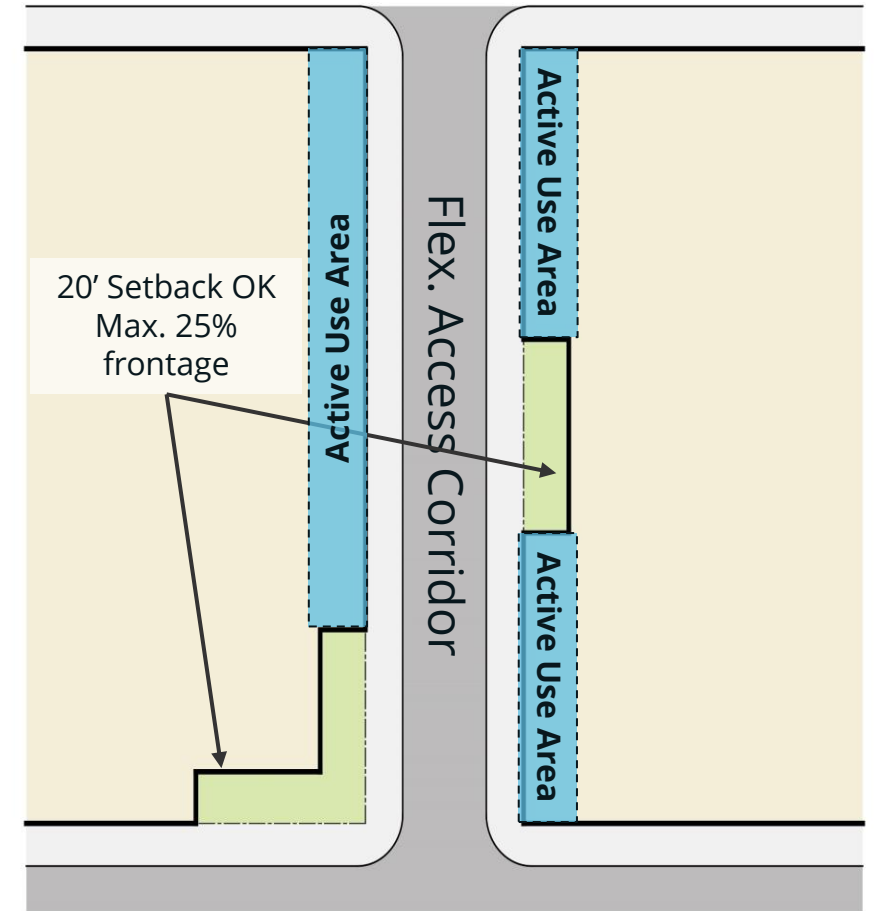 20’ Setback OK
Max. 25%
frontage
Active Use Area
Flex. Access Corridor
Active Use Area
Active Use Area